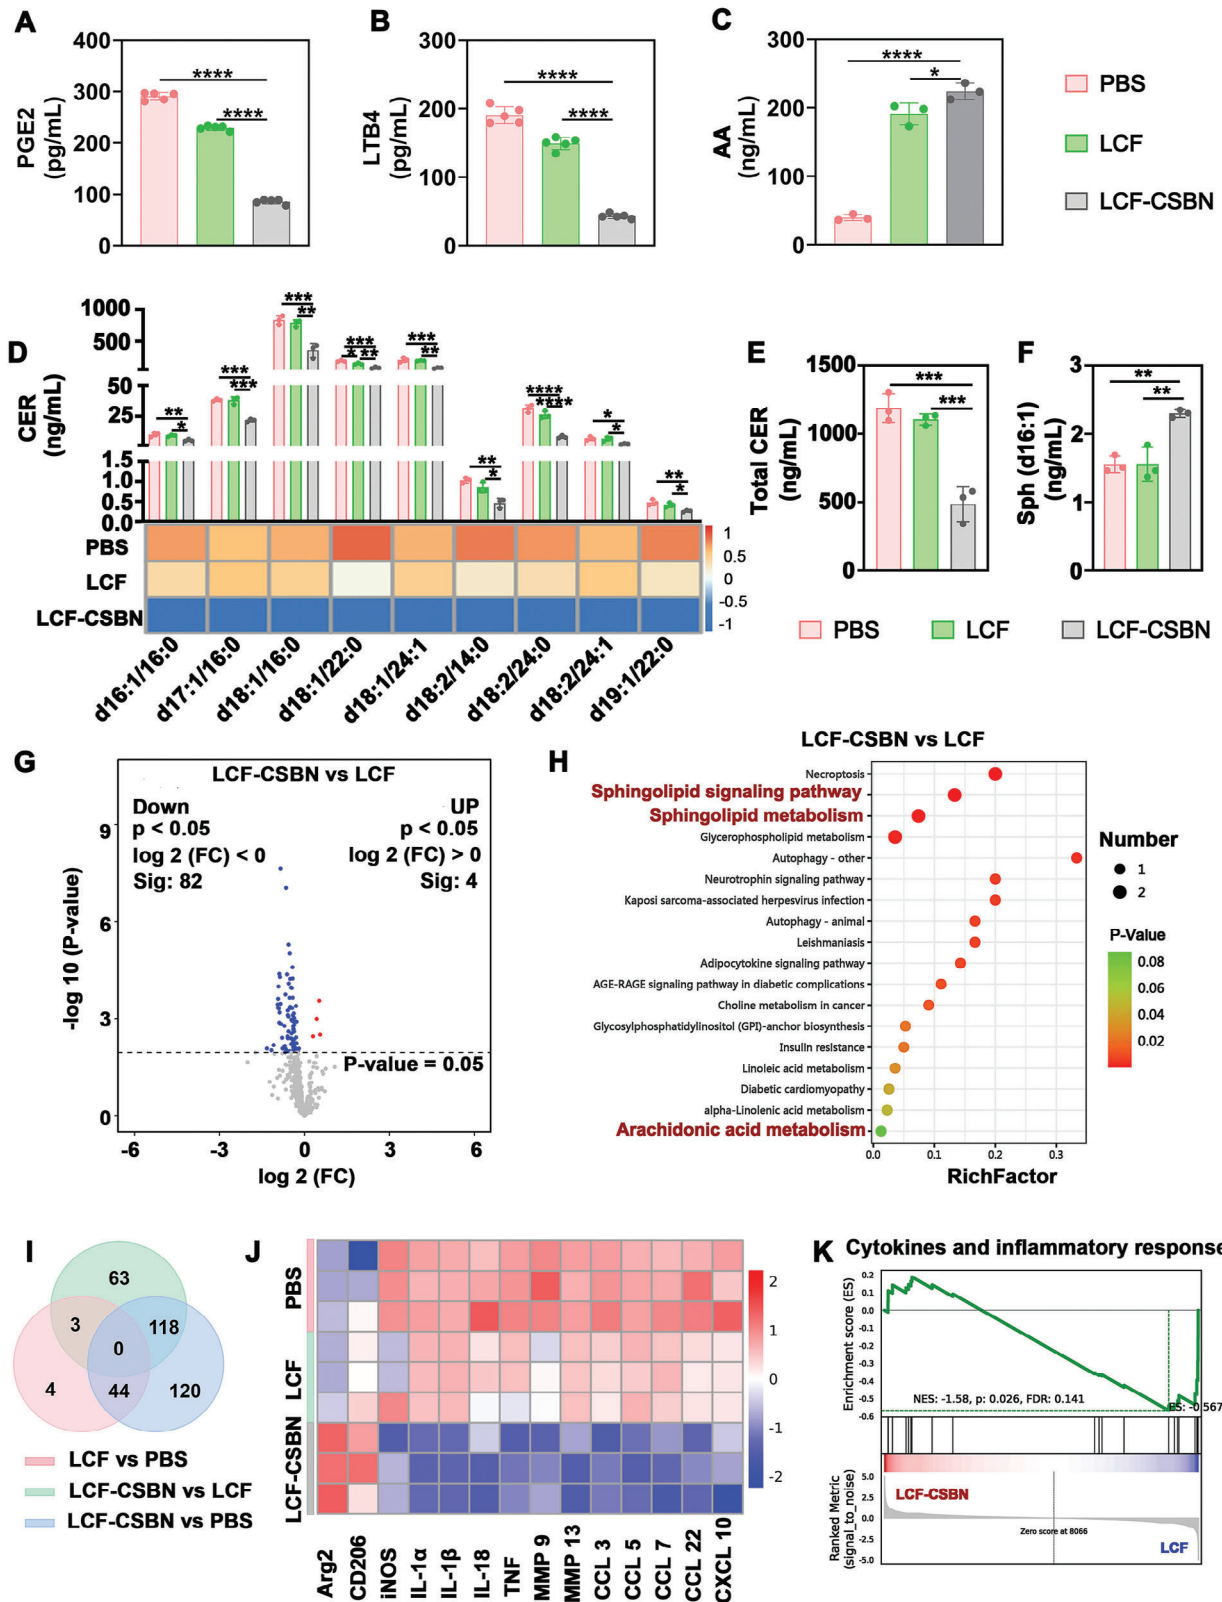 A
PGE2
(pg/mL)
400
300
200
100
0
****
****
B
LTB4
(pg/mL)
300
200
100
0
****
****
C
AA
(ng/mL)
300
200
100
0
****
*
PBS
LCF
LCF-CSBN
D
CER
(ng/mL)
1000
500
50
25
1.5
1.0
0.5
0.0
**
*
***
***
***
**
***
*
**
***
**
**
*
****
****
*
*
**
*
PBS
LCF
LCF-CSBN
1
0.5
0
-0.5
-1
d16:1/16:0
d17:1/16:0
d18:1/16:0
d18:1/22:0
d18:1/24:1
d18:2/14:0
d18:2/24:0
d18:2/24:1
d19:1/22:0
E
Total CER
(ng/mL)
1500
1000
500
0
***
***
F
Sph (d16:1)
(ng/mL)
3
2
1
0
**
**
PBS
LCF
LCF-CSBN
G
LCF-CSBN vs LCF
Down
p < 0.05
log 2 (FC) < 0
Sig: 82
UP
p < 0.05
log 2 (FC) > 0
Sig: 4
-log 10 (P-value)
9
6
3
0
P-value = 0.05
-6
-3
0
3
6
log 2 (FC)
H
LCF-CSBN vs LCF
Necroptosis
Sphingolipid signaling pathway
Sphingolipid metabolism
Glycerophospholipid metabolism
Autophagy - other
Neurotrophin signaling pathway
Kaposi sarcoma-associated herpesvirus infection
Autophagy - animal
Leishmaniasis
Adipocytokine signaling pathway
AGE-RAGE signaling pathway in diabetic complications
Choline metabolism in cancer
Glycosylphosphatidylinositol (GPI)-anchor biosynthesis
Insulin resistance
Linoleic acid metabolism
Diabetic cardiomyopathy
alpha-Linolenic acid metabolism
Arachidonic acid metabolism
0.0
0.1
0.2
0.3
RichFactor
Number
1
2
P-Value
0.08
0.06
0.04
0.02
I
63
3
118
0
4
44
120
LCF vs PBS
LCF-CSBN vs LCF
LCF-CSBN vs PBS
J
PBS
LCF
LCF-CSBN
2
1
0
-1
-2
Arg2
CD206
iNOS
IL-1α
IL-1β
IL-18
TNF
MMP 9
MMP 13
CCL 3
CCL 5
CCL 7
CCL 22
CXCL 10
K
Cytokines and inflammatory response
Enrichment score (ES)
0.2
0.1
0.0
-0.1
-0.2
-0.3
-0.4
-0.5
-0.6
NES: -1.58, p: 0.026, FDR: 0.141
ES: -0.567
Ranked Metric
(signal_to_noise)
5.0
2.5
0.0
-2.5
-5.0
LCF-CSBN
Zero score at 8066
LCF